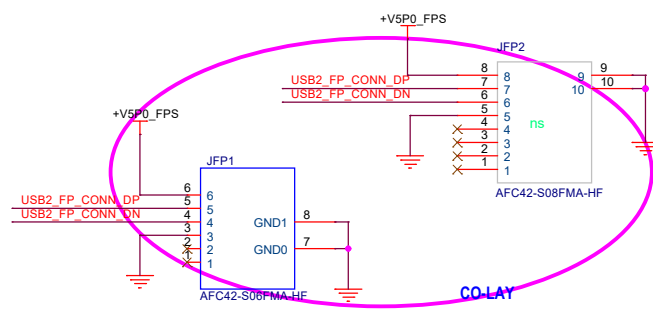 +V5P0_FPS
JFP2
8 8 9 9
USB2_FP_CONN_DP 7 7 10 10
USB2_FP_CONN_DN 6 6
5 5
ns
4 4
3 3
2 2
1 1
AFC42-S08FMA-HF
+V5P0_FPS
JFP1
6 6
USB2_FP_CONN_DP 5 5
USB2_FP_CONN_DN 4 4 GND1 8
3 3
2 2 GND0 7
1 1
AFC42-S06FMA-HF
CO-LAY